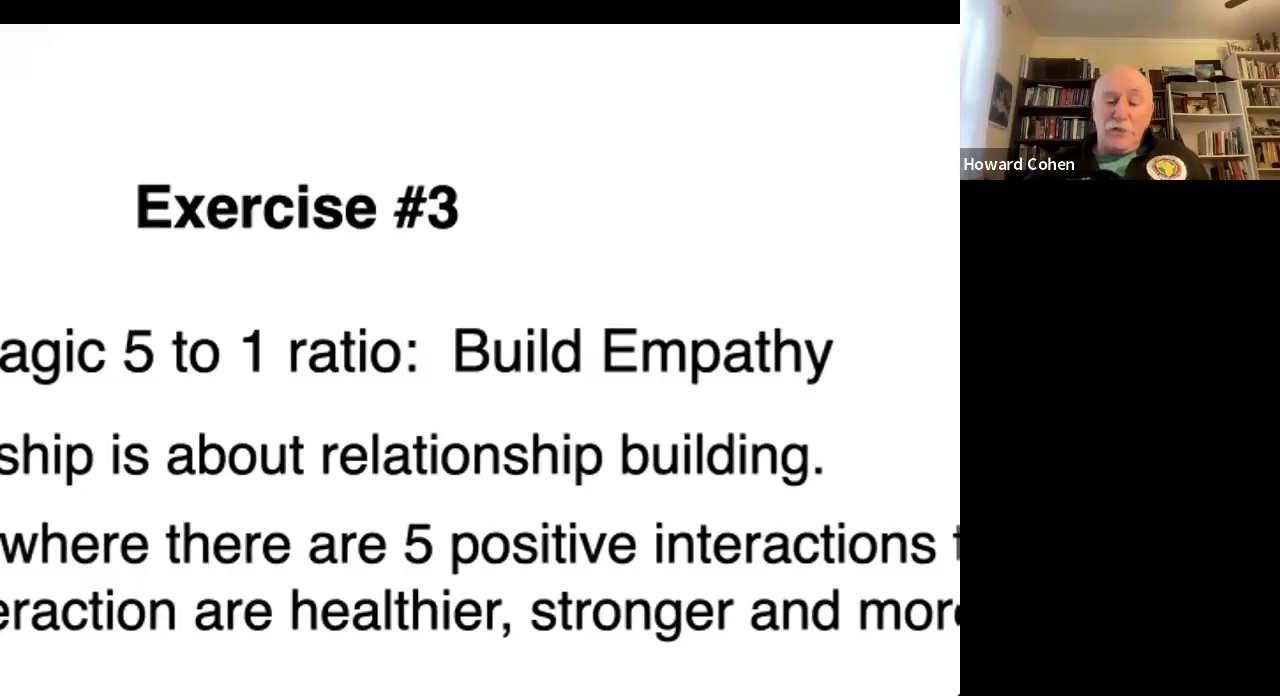 Exercise #3
agic 5 to 1 ratio: Build Empathy
ship is about relationship building.
where there are 5 positive interactions t
eraction are healthier, stronger and more
Howard Cohen